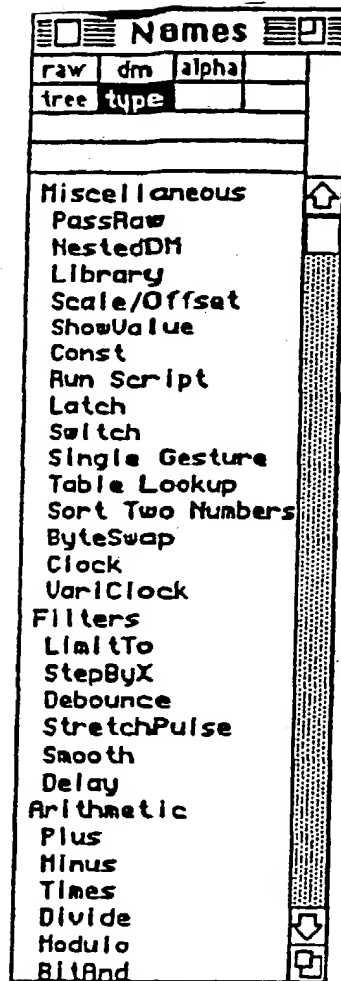 Names
raw dm alpha
tree type
Miscellaneous
PassRaw
NestedDM
Library
Scale/Offset
ShowValue
Const
Run Script
Latch
Switch
Single Gesture
Table Lookup
Sort Two Numbers
ByteSwap
Clock
VariClock
Filters
LimitTo
StepByX
Debounce
StretchPulse
Smooth
Delay
Arithmetic
Plus
Minus
Times
Divide
Modulo
BitAnd